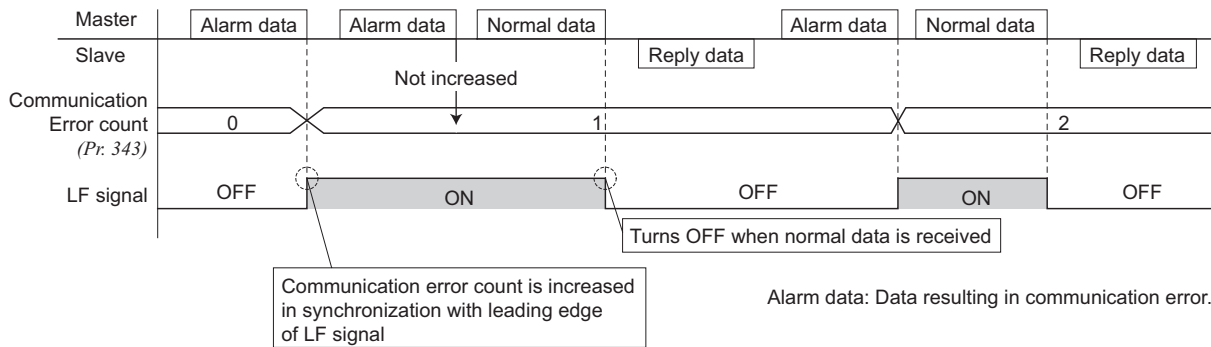 Master
Alarm data
Alarm data
Normal data
Alarm data
Normal data
Slave
Reply data
Reply data
Not increased
Communication
Error count
(Pr. 343)
0
1
2
LF signal
OFF
ON
OFF
ON
OFF
Turns OFF when normal data is received
Communication error count is increased
in synchronization with leading edge
of LF signal
Alarm data: Data resulting in communication error.